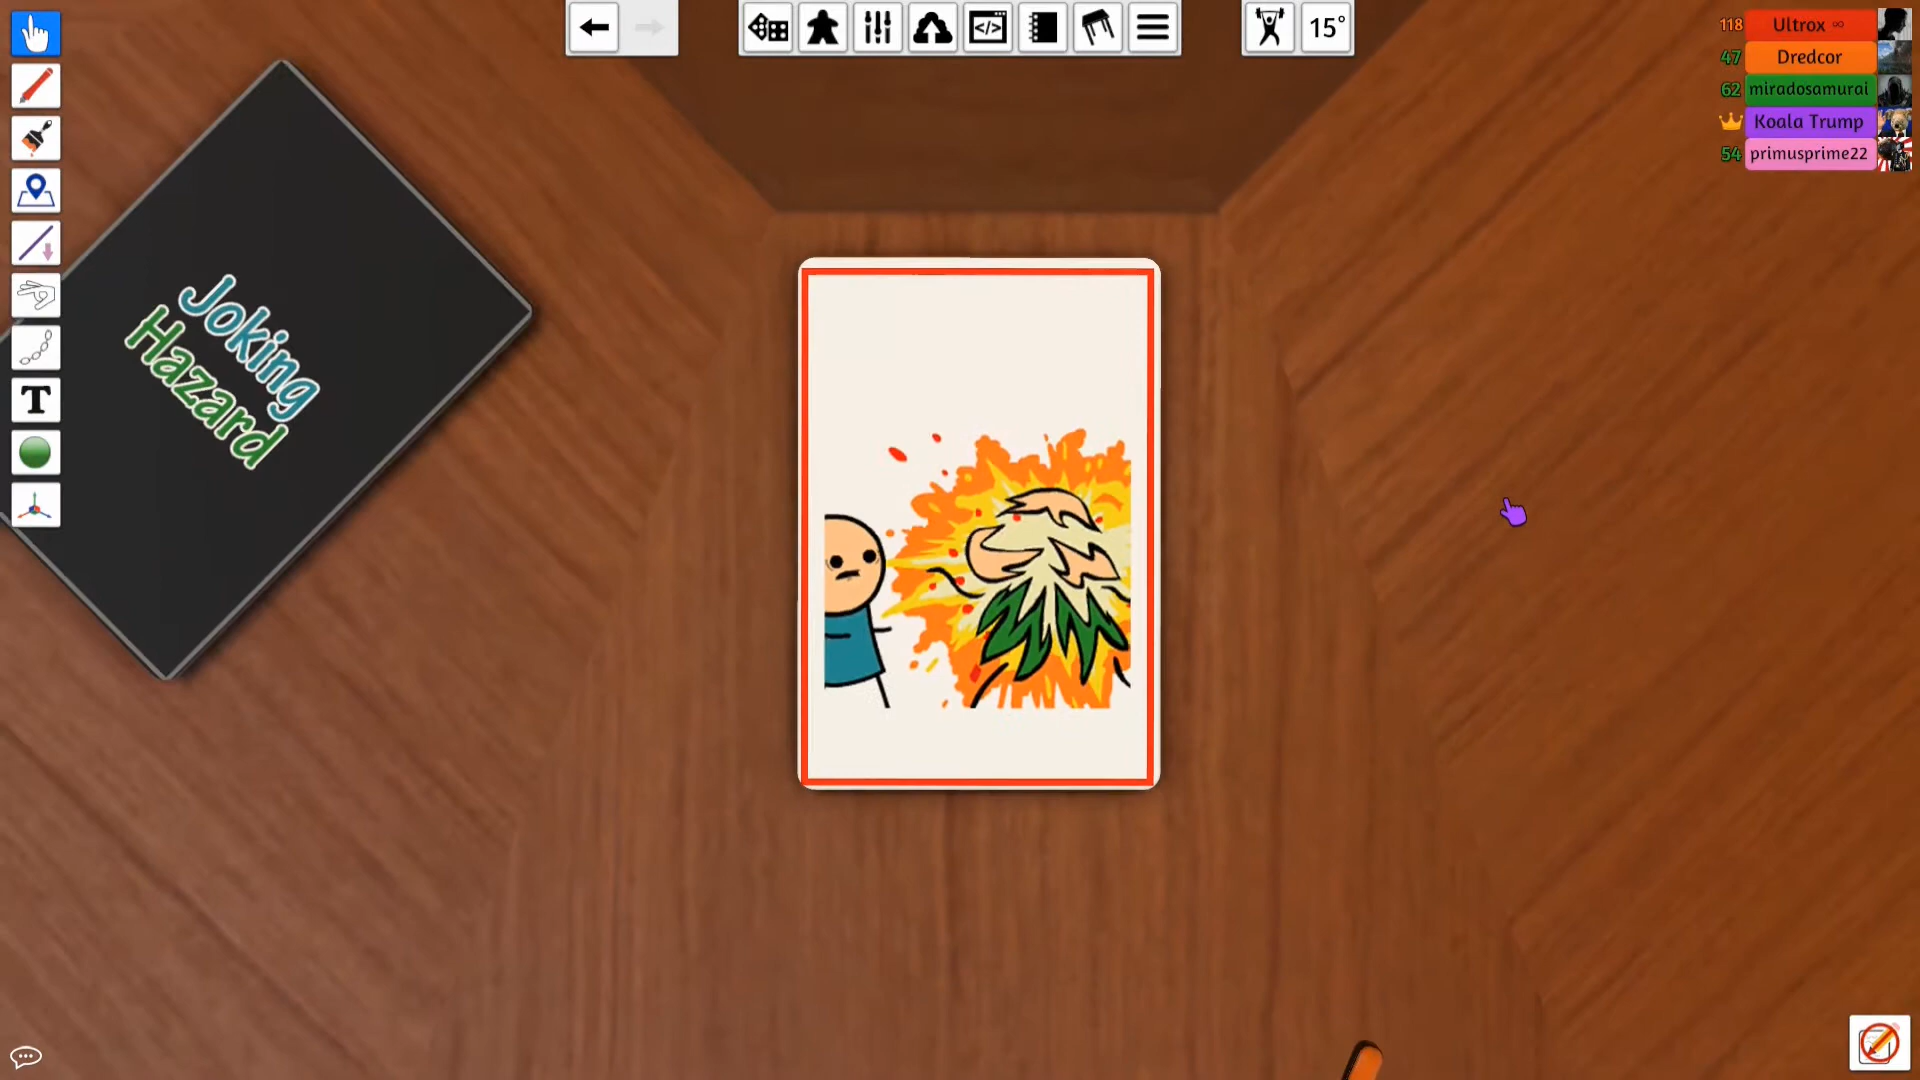 15°
118 Ultrox ∞
47 Dredcor
62 miradosamurai
Koala Trump
54 primusprime22
Joking
Hazard
T